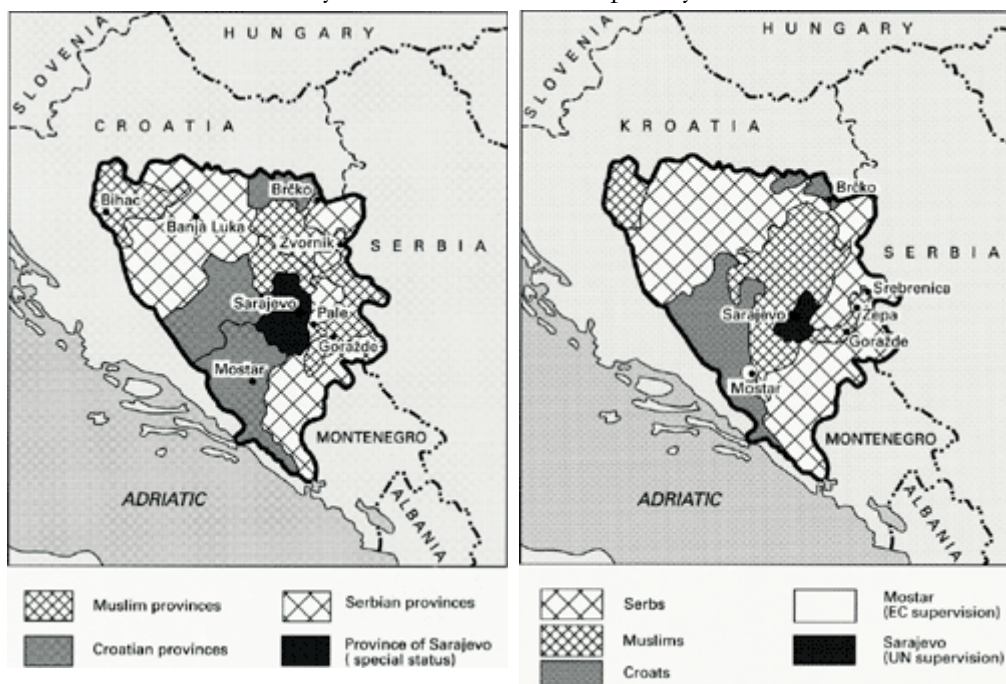 HUNGARY
SLOVENIA
CROATIA
Bihac
Brčko
Banja Luka
Zvornik
SERBIA
Sarajevo
Pale
Goražde
Mostar
MONTENEGRO
ADRIATIC
ALBANIA
Muslim provinces
Serbian provinces
Croatian provinces
Province of Sarajevo
(special status)
HUNGARY
SLOVENIA
KROATIA
Brčko
SERBIA
Srebrenica
Sarajevo
Zepa
Goražde
Mostar
MONTENEGRO
ADRIATIC
ALBANIA
Serbs
Mostar
(EC supervision)
Muslims
Sarajevo
(UN supervision)
Croats